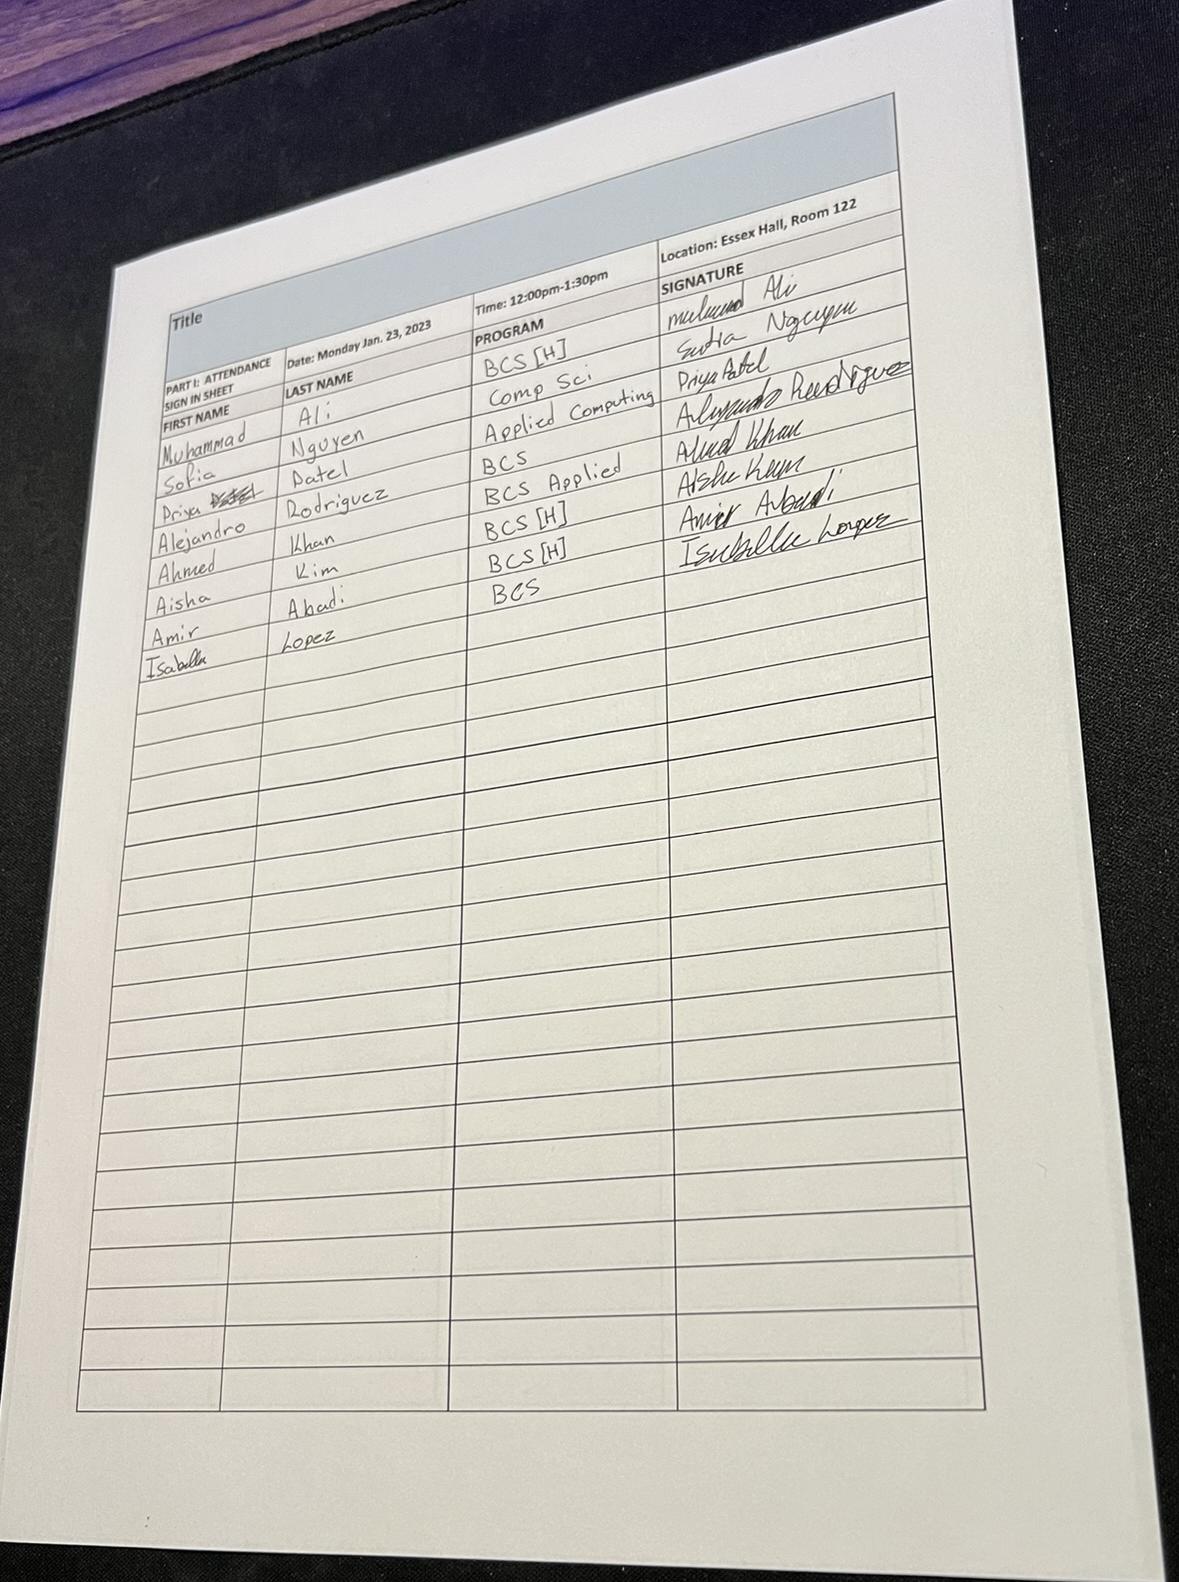 Title
PART I: ATTENDANCE SIGN IN SHEET Date: Monday Jan. 23, 2023 Time: 12:00pm-1:30pm Location: Essex Hall, Room 122
FIRST NAME LAST NAME PROGRAM SIGNATURE
Muhammad Ali BCS [H] Ali
Sofia Nguyen Comp Sci Nguyen
Priya Patel Applied Computing Priya Patel
Alejandro Rodriguez BCS Alejandro Rodriguez
Ahmed Khan BCS Applied Ahmed Khan
Aisha Kim BCS [H] Aisha Kim
Amir Abadi BCS [H] Amir Abadi
Isabella Lopez BCS Isabella Lopez